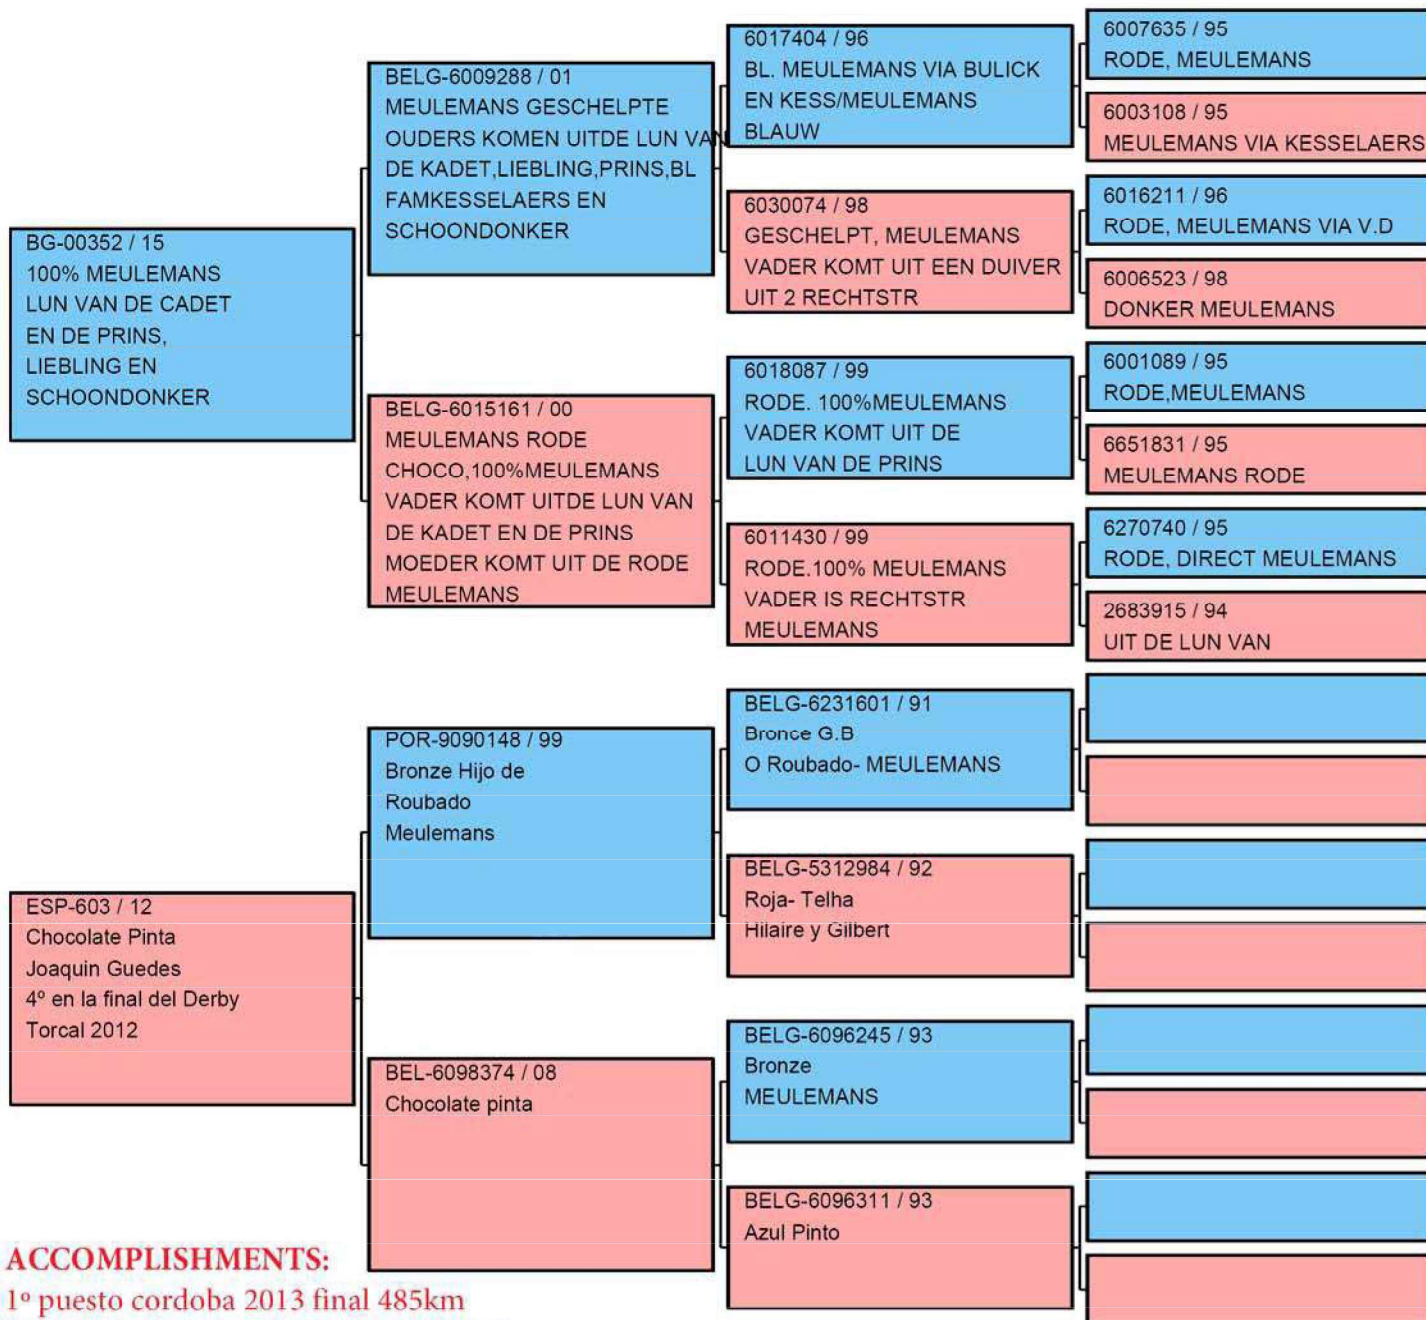 BG-00352 / 15
100% MEULEMANS
LUN VAN DE CADET
EN DE PRINS,
LIEBLING EN
SCHOONDONKER
BELG-6009288 / 01
MEULEMANS GESCHELPTE
OUDERS KOMEN UITDE LUN VAN
DE KADET,LIEBLING,PRINS,BL
FAMKESSELAERS EN
SCHOONDONKER
BELG-6015161 / 00
MEULEMANS RODE
CHOCO,100%MEULEMANS
VADER KOMT UITDE LUN VAN
DE KADET EN DE PRINS
MOEDER KOMT UIT DE RODE
MEULEMANS
6017404 / 96
BL. MEULEMANS VIA BULICK
EN KESS/MEULEMANS
BLAUW
6030074 / 98
GESCHELPT, MEULEMANS
VADER KOMT UIT EEN DUIVER
UIT 2 RECHTSTR
6018087 / 99
RODE. 100%MEULEMANS
VADER KOMT UIT DE
LUN VAN DE PRINS
6011430 / 99
RODE.100% MEULEMANS
VADER IS RECHTSTR
MEULEMANS
6007635 / 95
RODE, MEULEMANS
6003108 / 95
MEULEMANS VIA KESSELAERS
6016211 / 96
RODE, MEULEMANS VIA V.D
6006523 / 98
DONKER MEULEMANS
6001089 / 95
RODE,MEULEMANS
6651831 / 95
MEULEMANS RODE
6270740 / 95
RODE, DIRECT MEULEMANS
2683915 / 94
UIT DE LUN VAN
ESP-603 / 12
Chocolate Pinta
Joaquin Guedes
4º en la final del Derby
Torcal 2012
POR-9090148 / 99
Bronze Hijo de
Roubado
Meulemans
BEL-6098374 / 08
Chocolate pinta
BELG-6231601 / 91
Bronce G.B
O Roubado- MEULEMANS
BELG-5312984 / 92
Roja- Telha
Hilaire y Gilbert
BELG-6096245 / 93
Bronze
MEULEMANS
BELG-6096311 / 93
Azul Pinto
ACCOMPLISHMENTS:
1º puesto cordoba 2013 final 485km